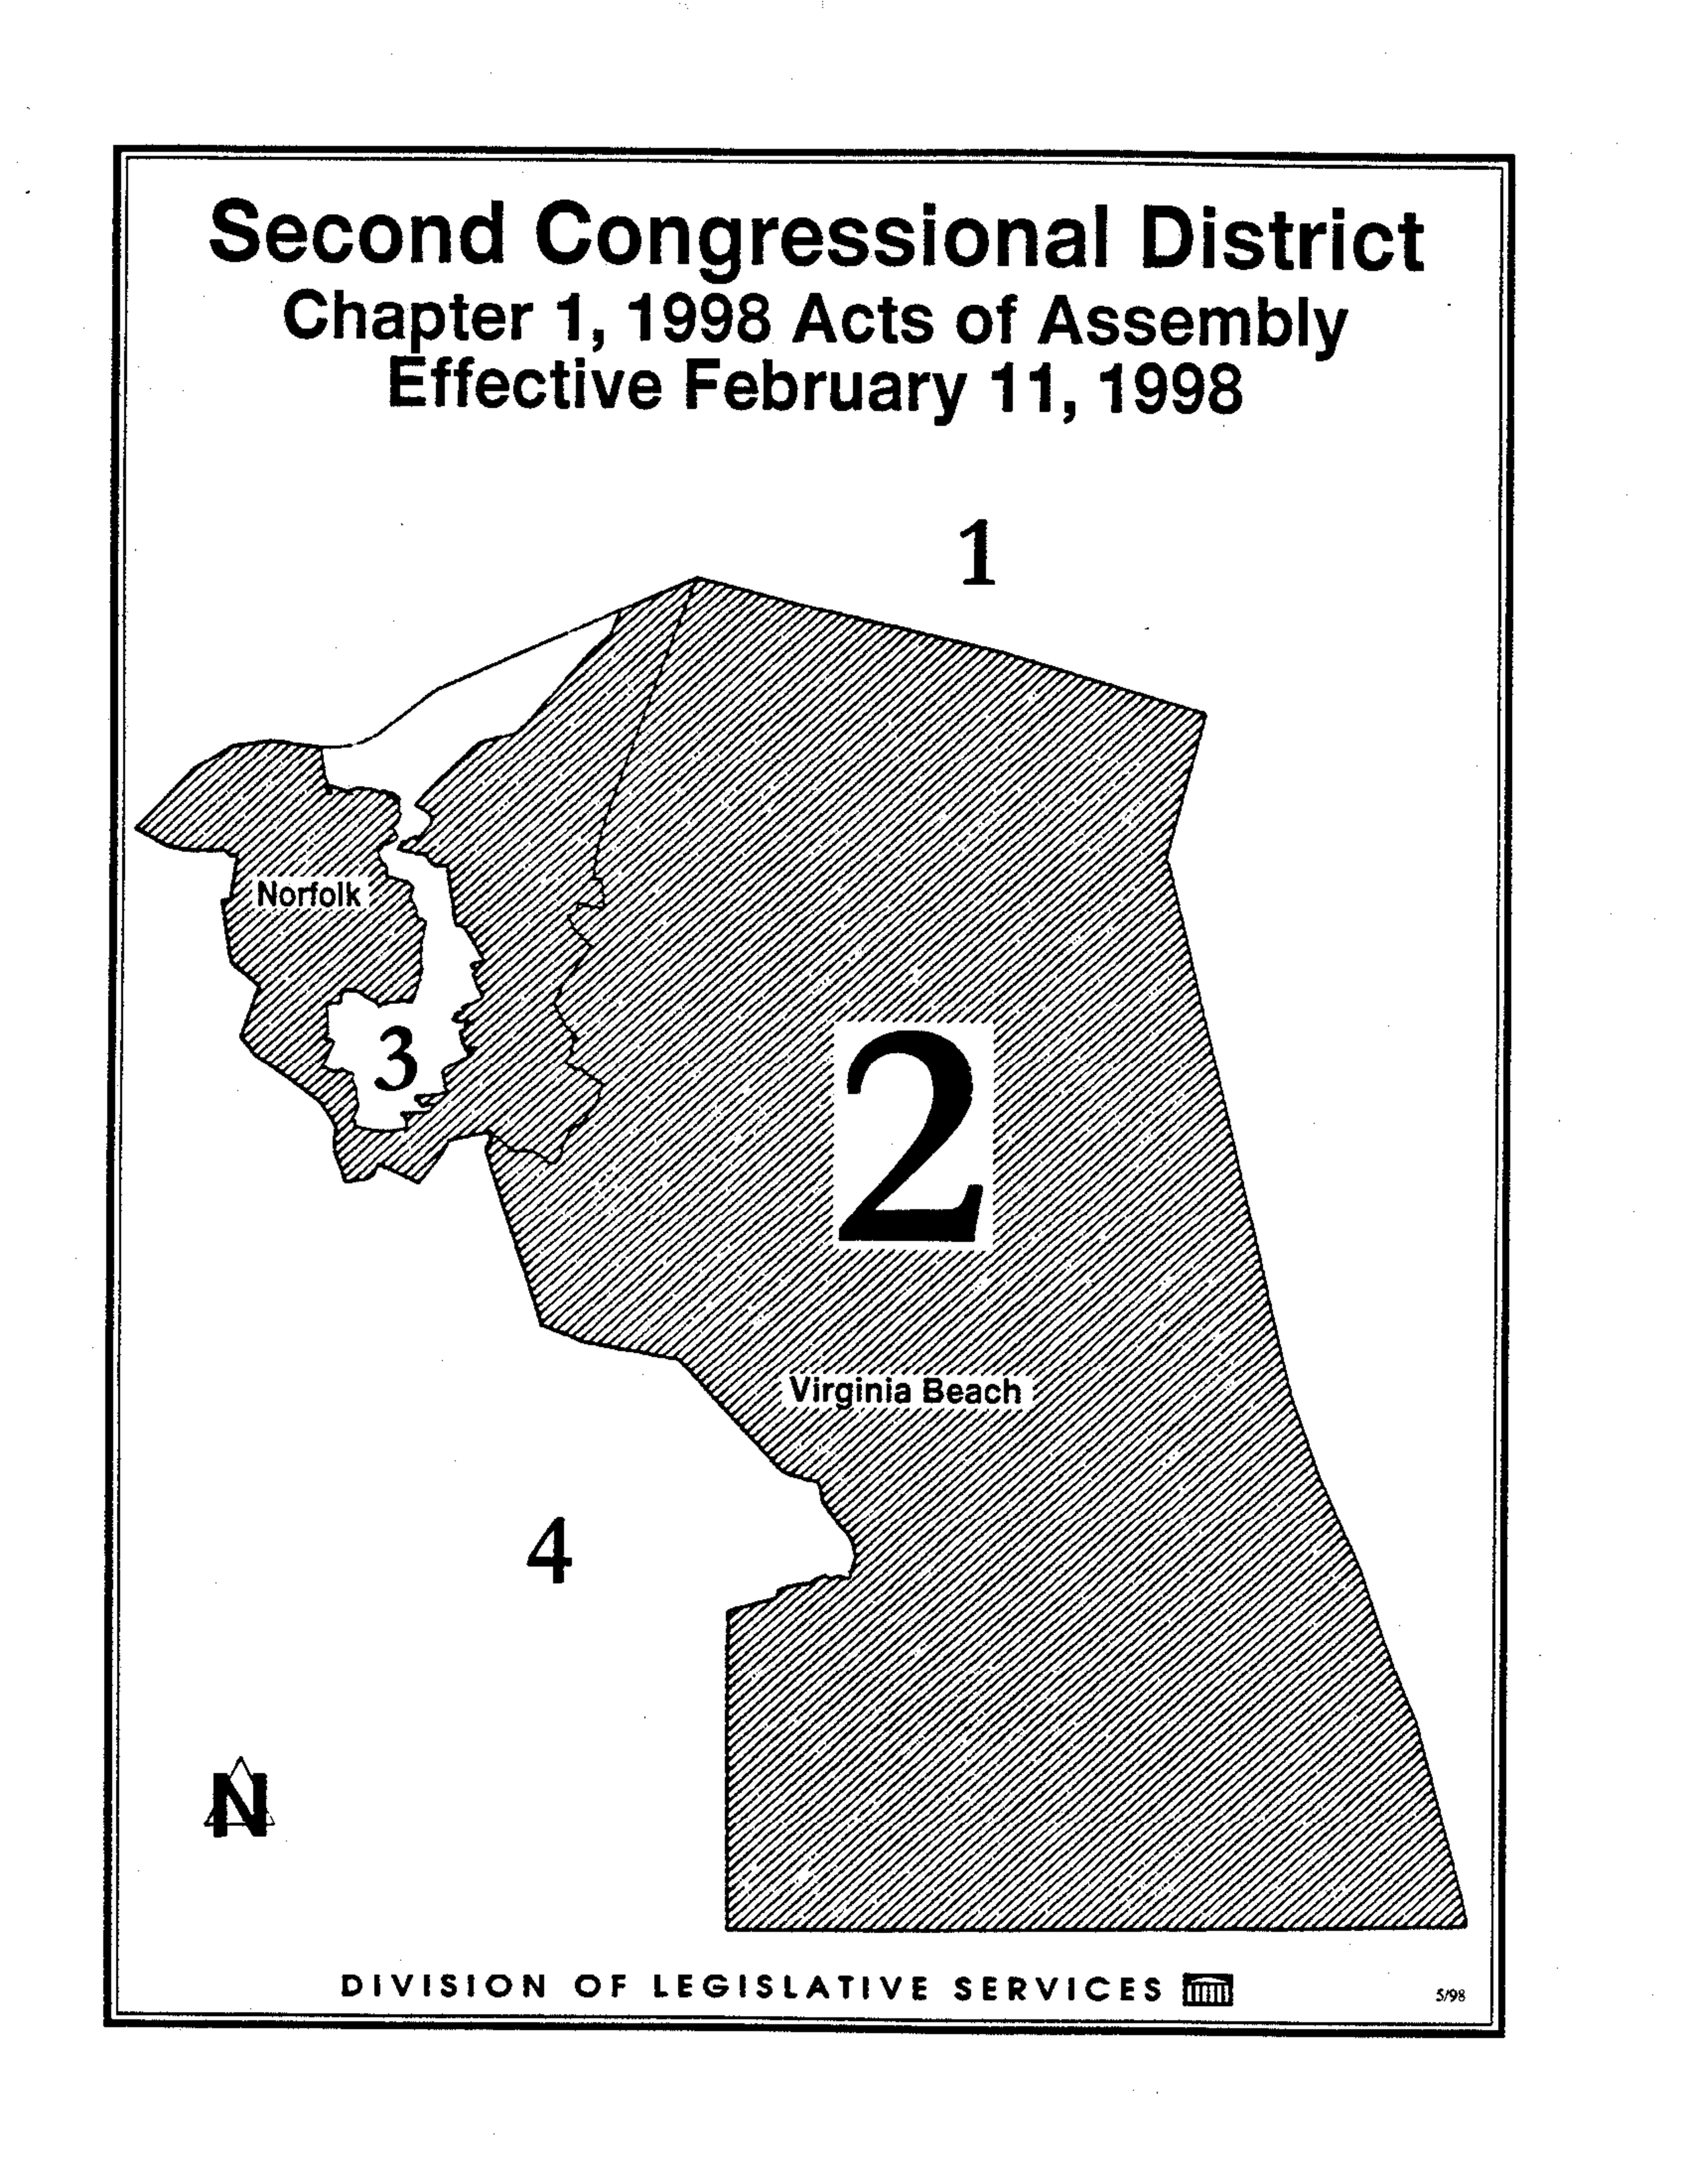 Second Congressional District
Chapter 1, 1998 Acts of Assembly
Effective February 11, 1998
1
Norfolk
3
2
Virginia Beach
4
N
DIVISION OF LEGISLATIVE SERVICES
5/98